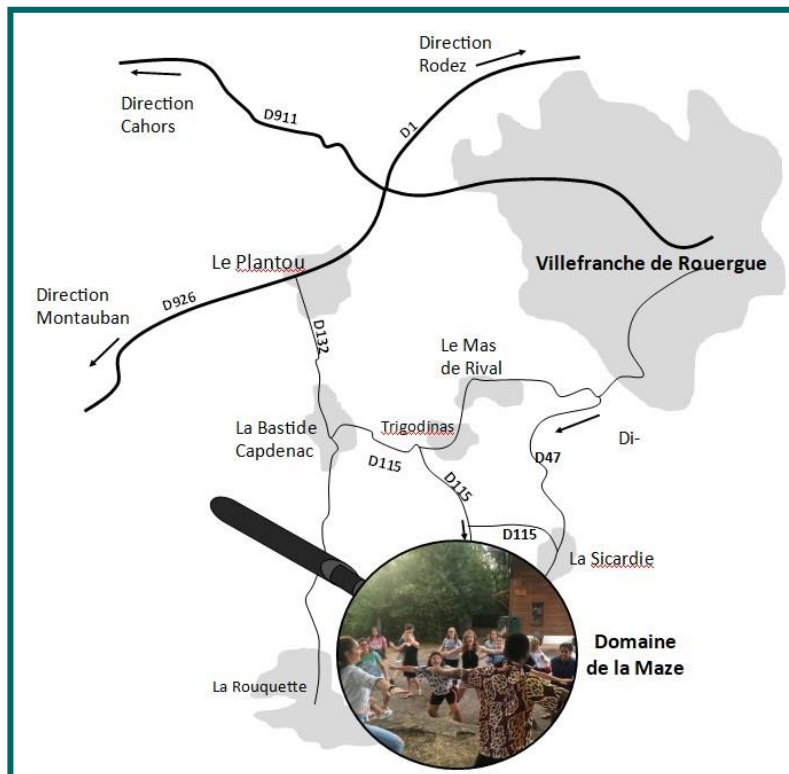 Direction
Rodez
Direction
Cahors
D911
D1
Le Plantou
Villefranche de Rouergue
Direction
Montauban
D926
D132
Le Mas
de Rival
La Bastide
Capdenac
Trigodinas
Di-
D115
D115
D47
D115
La Sicardie
Domaine
de la Maze
La Rouquette